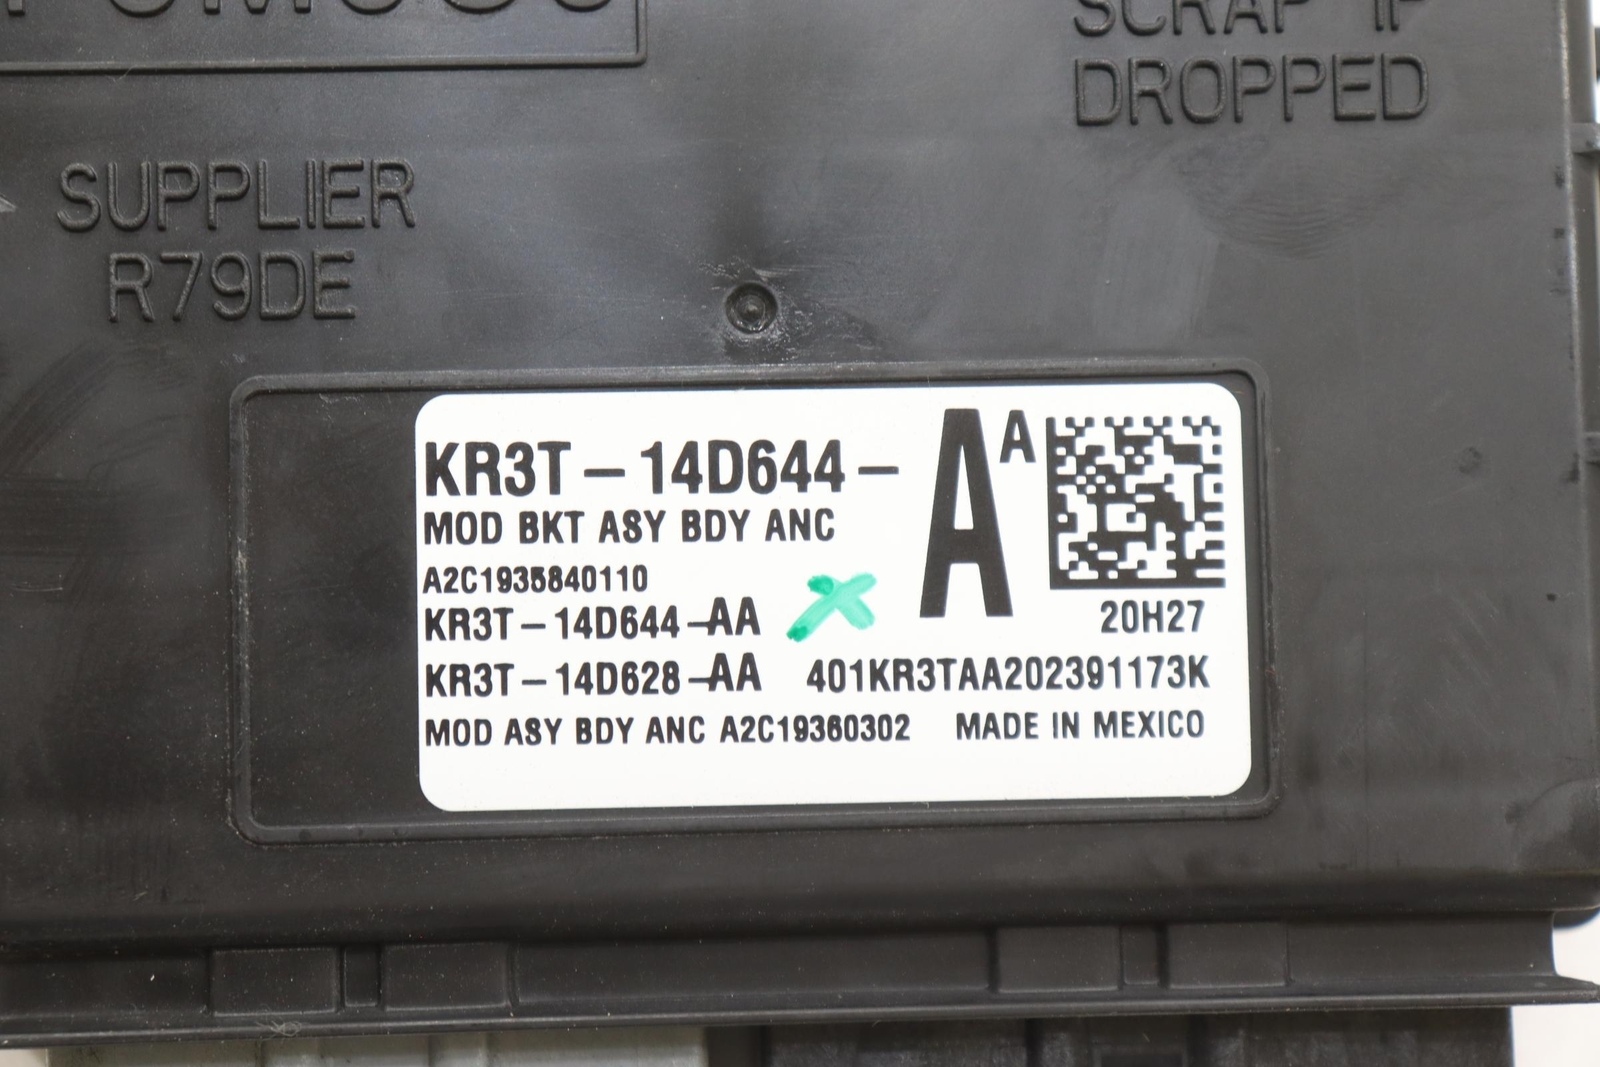 SCRAP IF
DROPPED
SUPPLIER
R79DE
KR3T-14D644-
A
A
MOD BKT ASY BDY ANC
A2C1935840110
KR3T-14D644-AA
20H27
KR3T-14D628-AA 401KR3TAA202391173K
MOD ASY BDY ANC A2C19360302 MADE IN MEXICO